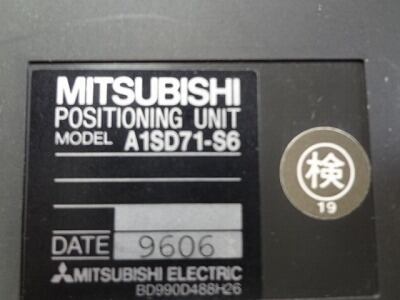 MITSUBISHI
POSITIONING UNIT
MODEL A1SD71-S6
検
19
DATE 9606
MITSUBISHI ELECTRIC
BD990D488H26